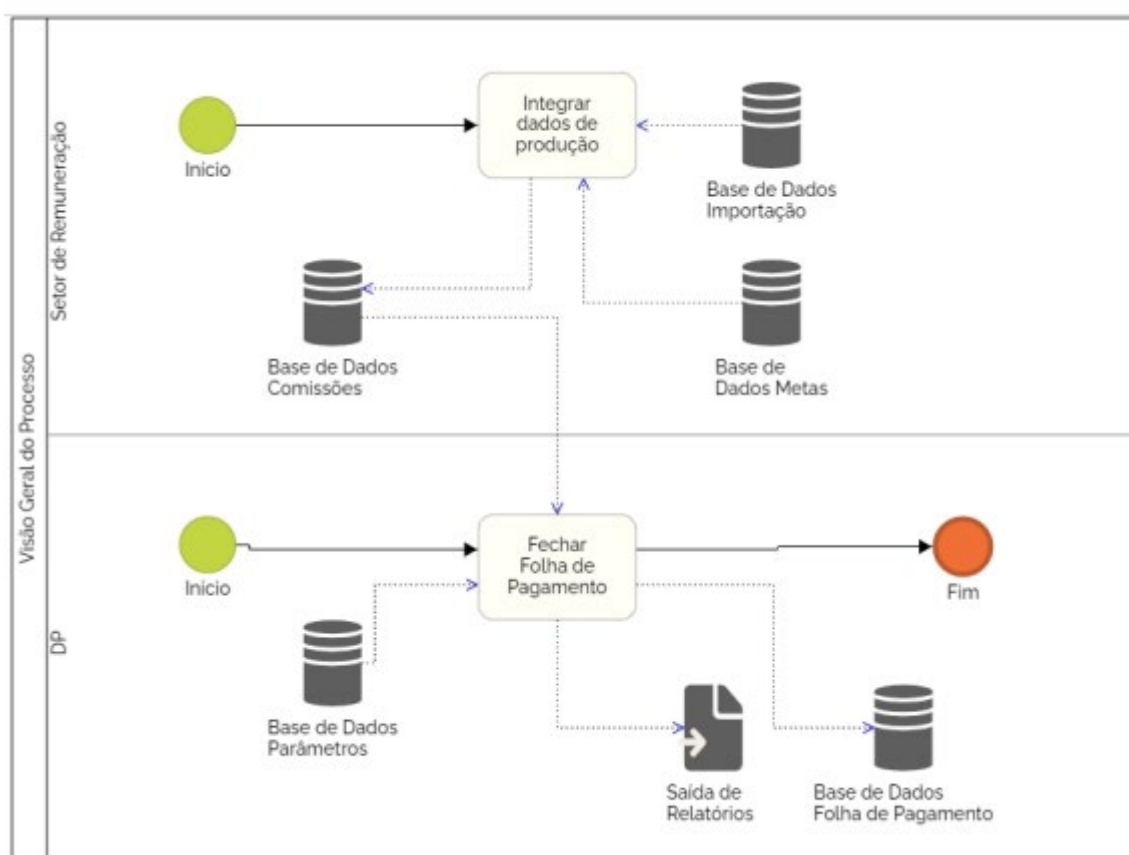 Visão Geral do Processo
Setor de Remuneração
Inicio
Integrar
dados de
produção
Base de Dados
Importação
Base de Dados
Comissões
Base de
Dados Metas
DP
Inicio
Fechar
Folha de
Pagamento
Fim
Base de Dados
Parâmetros
Saída de
Relatórios
Base de Dados
Folha de Pagamento